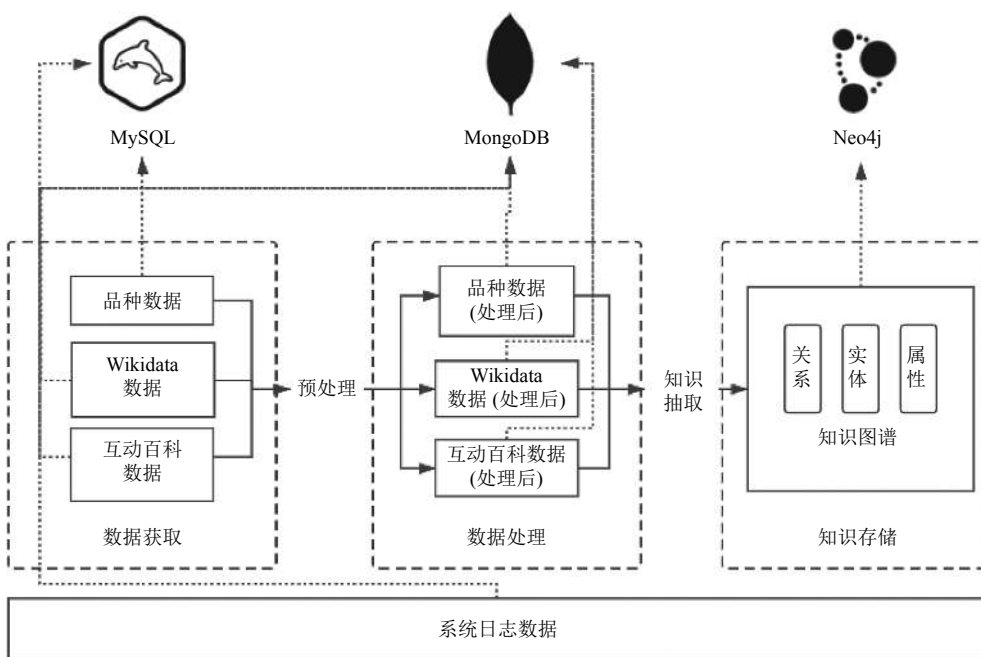 MySQL
MongoDB
Neo4j
品种数据
Wikidata
数据
互动百科
数据
数据获取
预处理
品种数据
(处理后)
Wikidata
数据 (处理后)
互动百科数据
(处理后)
数据处理
知识
抽取
关系
实体
属性
知识图谱
知识存储
系统日志数据